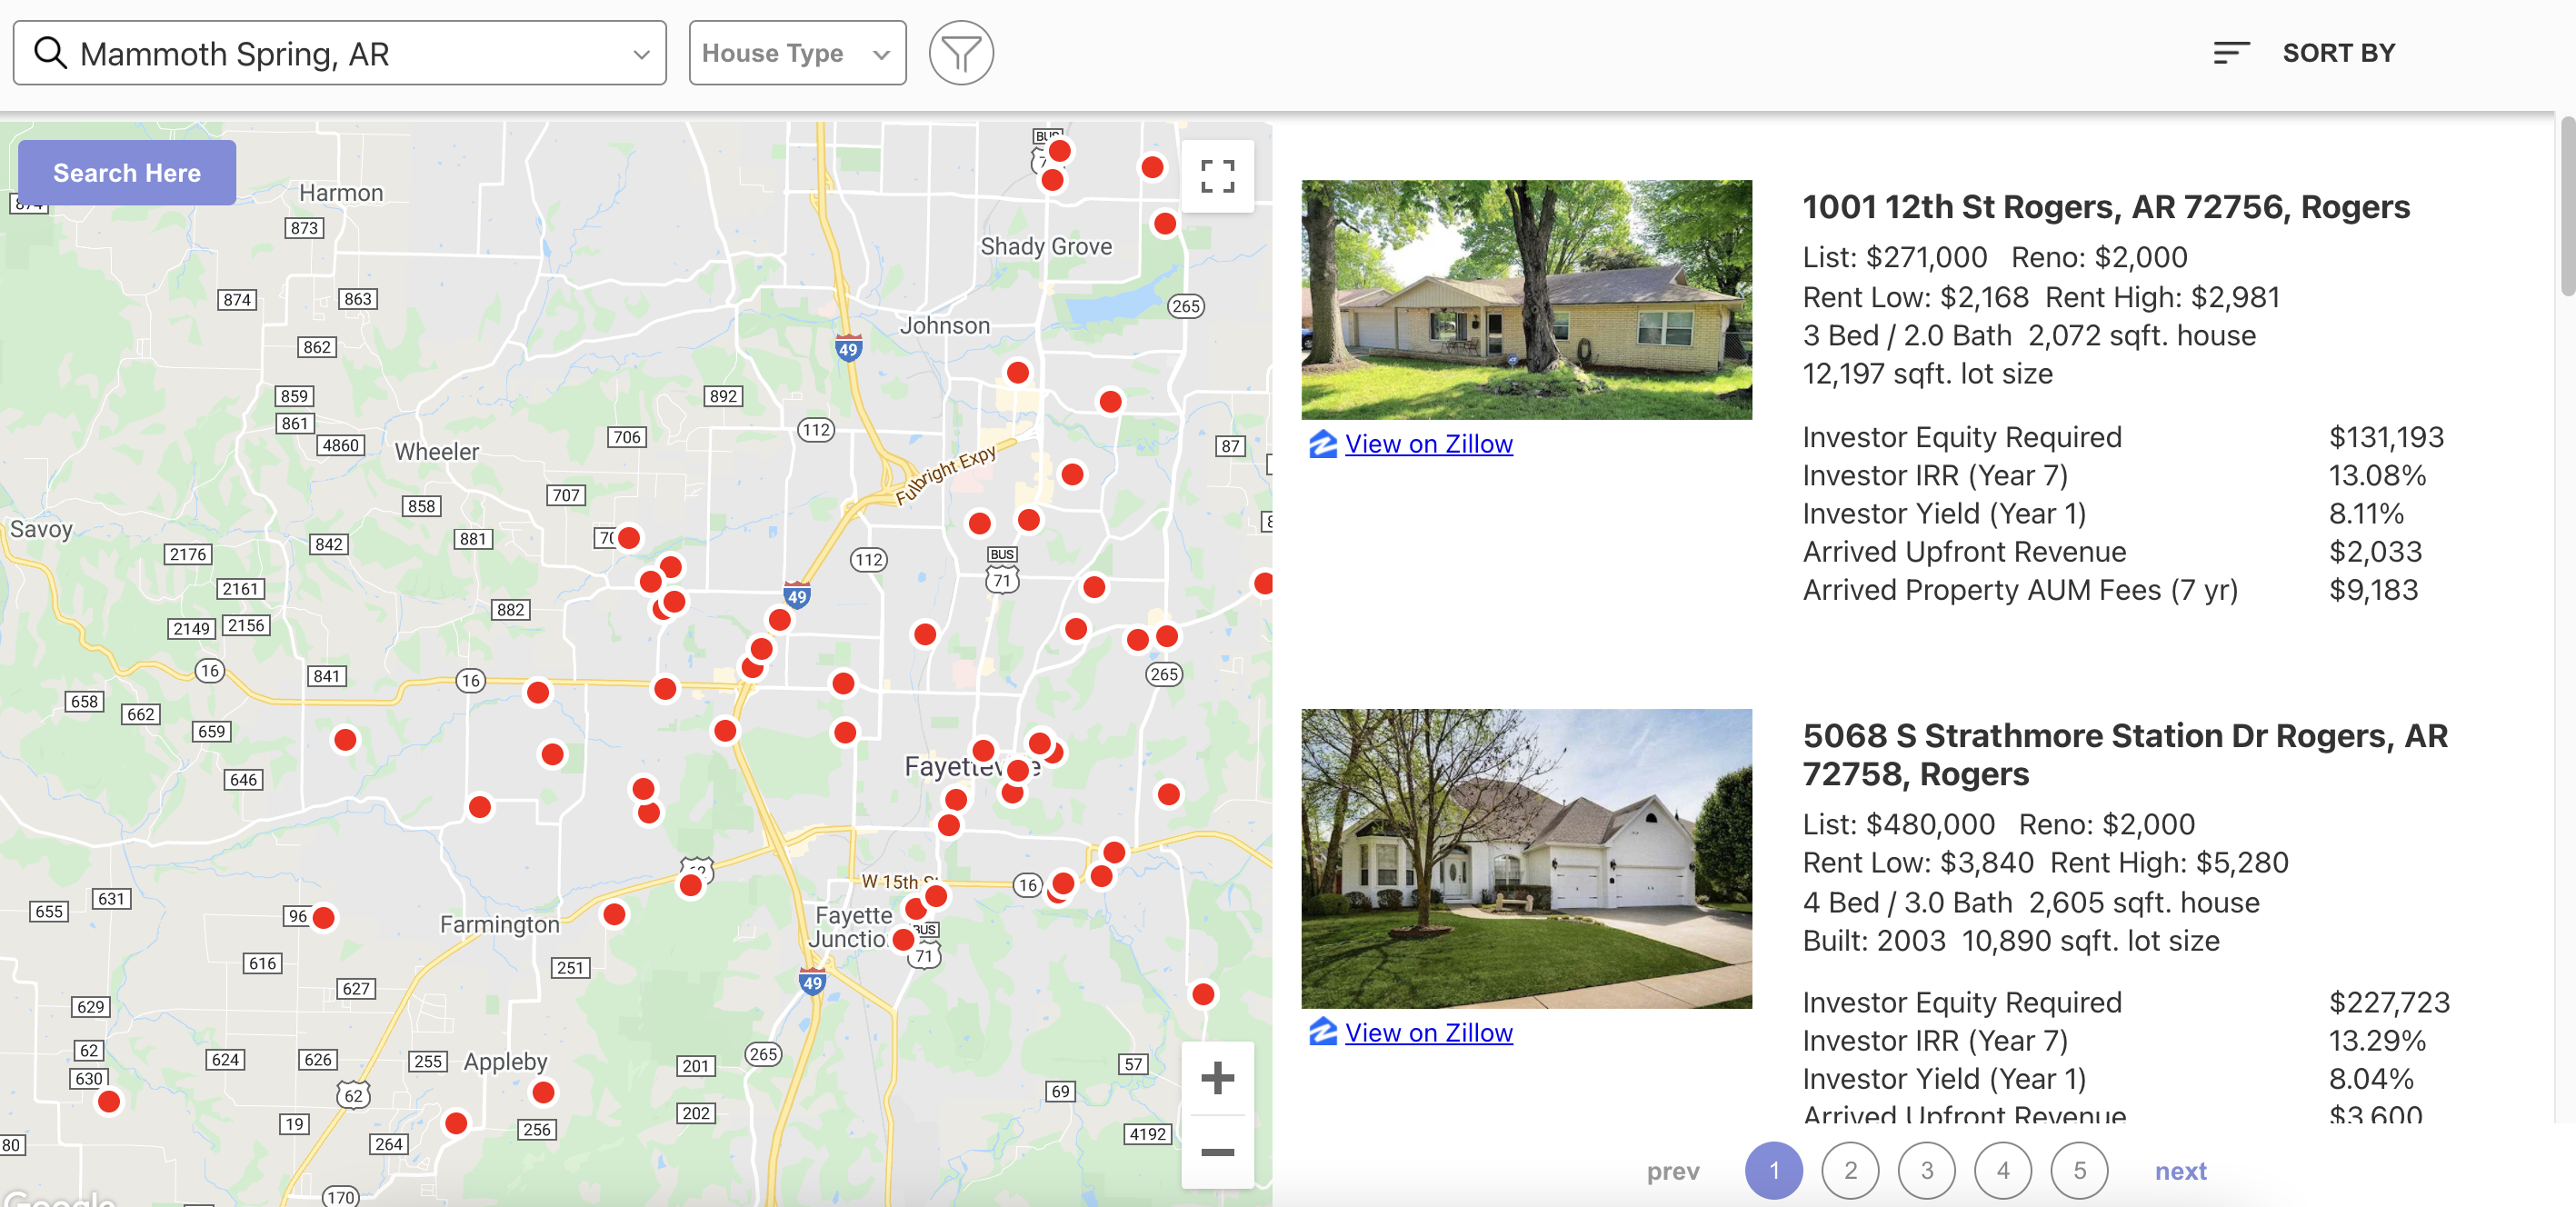 Mammoth Spring, AR
House Type
SORT BY
Search Here
BUS
Harmon
873
Shady Grove
874
863
265
Johnson
862
49
859
892
861
112
4860
706
87
Wheeler
Fulbright Expy
707
858
Savoy
842
881
2176
112
BUS
71
2161
49
882
2149
2156
16
841
16
265
658
662
659
Fayetteville
646
W 15th St
16
631
655
96
Farmington
Fayette
Junction
BUS
71
616
251
49
627
629
62
624
626
255
Appleby
201
265
57
630
62
69
202
19
264
256
4192
80
170
Google
1001 12th St Rogers, AR 72756, Rogers
List: $271,000 Reno: $2,000
Rent Low: $2,168 Rent High: $2,981
3 Bed / 2.0 Bath 2,072 sqft. house
12,197 sqft. lot size
View on Zillow
Investor Equity Required $131,193
Investor IRR (Year 7) 13.08%
Investor Yield (Year 1) 8.11%
Arrived Upfront Revenue $2,033
Arrived Property AUM Fees (7 yr) $9,183
5068 S Strathmore Station Dr Rogers, AR
72758, Rogers
List: $480,000 Reno: $2,000
Rent Low: $3,840 Rent High: $5,280
4 Bed / 3.0 Bath 2,605 sqft. house
Built: 2003 10,890 sqft. lot size
View on Zillow
Investor Equity Required $227,723
Investor IRR (Year 7) 13.29%
Investor Yield (Year 1) 8.04%
Arrived Upfront Revenue $3,600
prev 1 2 3 4 5 next